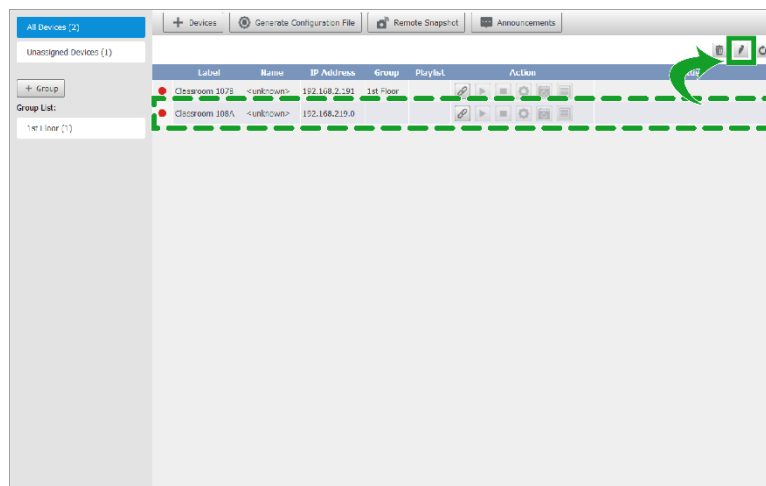 All Devices (2)
+ Devices
Generate Configuration File
Remote Snapshot
Announcements
Unassigned Devices (1)
Label Name IP Address Group Playlist Action
+ Group
Classroom 107B <unknown> 192.168.2.191 1st Floor
Group List:
Classroom 108A <unknown> 192.168.219.0
1st Floor (1)